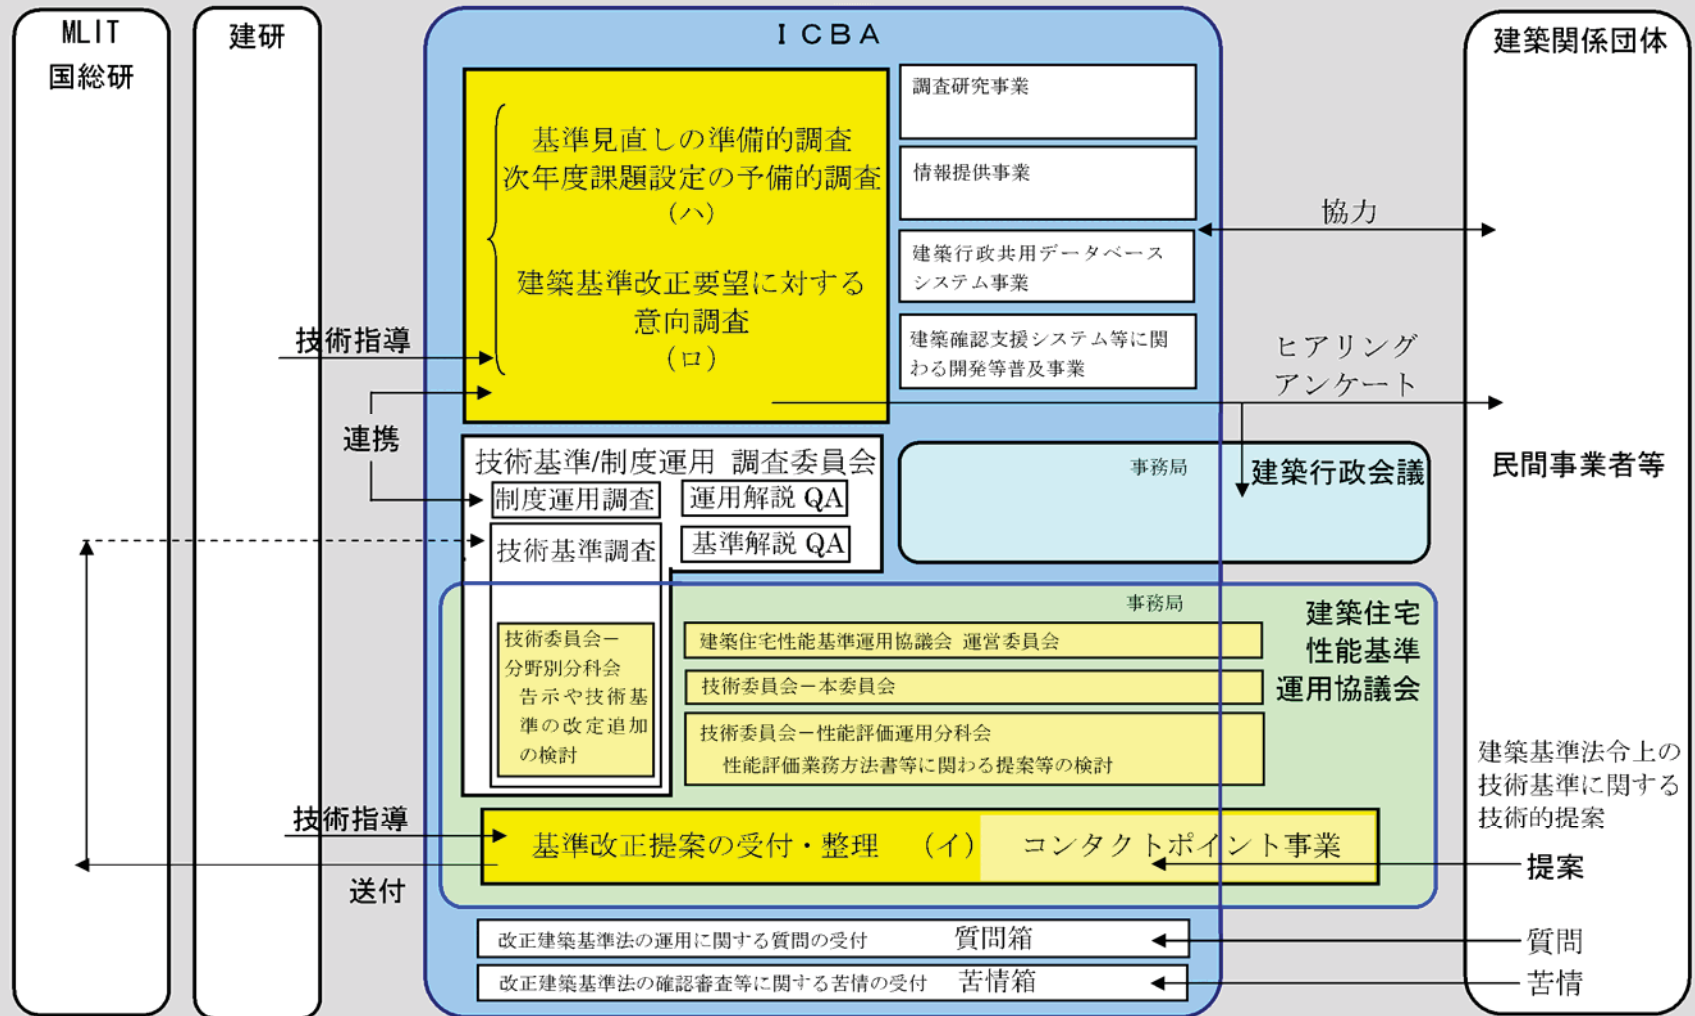 MLIT
国総研
建研
ICBA
建築関係団体
基準見直しの準備的調査
次年度課題設定の予備的調査
(ハ)
建築基準改正要望に対する
意向調査
(ロ)
調査研究事業
情報提供事業
建築行政共用データベース
システム事業
建築確認支援システム等に関
わる開発等普及事業
協力
技術指導
ヒアリング
アンケート
連携
技術基準/制度運用 調査委員会
制度運用調査
運用解説 QA
技術基準調査
基準解説 QA
事務局
建築行政会議
民間事業者等
事務局
建築住宅
性能基準
運用協議会
技術委員会－
分野別分科会
告示や技術基
準の改定追加
の検討
建築住宅性能基準運用協議会 運営委員会
技術委員会－本委員会
技術委員会－性能評価運用分科会
性能評価業務方法書等に関わる提案等の検討
建築基準法令上の
技術基準に関する
技術的提案
技術指導
基準改正提案の受付・整理 (イ) コンタクトポイント事業
提案
送付
改正建築基準法の運用に関する質問の受付 質問箱
質問
改正建築基準法の確認審査等に関する苦情の受付 苦情箱
苦情